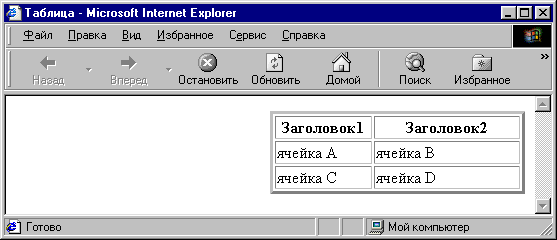 Таблица - Microsoft Internet Explorer
Файл Правка Вид Избранное Сервис Справка
Назад Вперед Остановить Обновить Домой Поиск Избранное »
Заголовок1 Заголовок2
ячейка A ячейка B
ячейка C ячейка D
Готово Мой компьютер